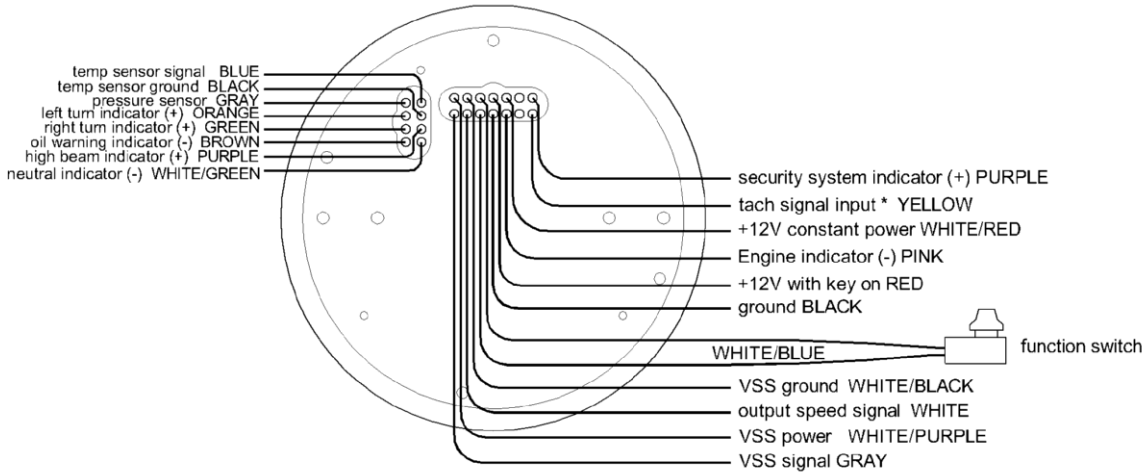 temp sensor signal BLUE
temp sensor ground BLACK
pressure sensor GRAY
left turn indicator (+) ORANGE
right turn indicator (+) GREEN
oil warning indicator (-) BROWN
high beam indicator (+) PURPLE
neutral indicator (-) WHITE/GREEN
security system indicator (+) PURPLE
tach signal input * YELLOW
+12V constant power WHITE/RED
Engine indicator (-) PINK
+12V with key on RED
ground BLACK
WHITE/BLUE
function switch
VSS ground WHITE/BLACK
output speed signal WHITE
VSS power WHITE/PURPLE
VSS signal GRAY